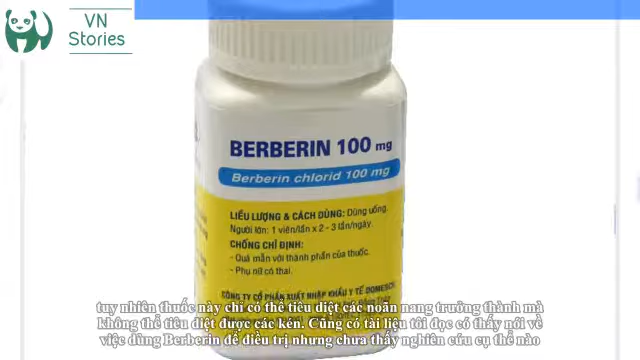 VN
Stories
BERBERIN 100 mg
Berberin chlorid 100 mg
LIỀU LƯỢNG & CÁCH DÙNG: Dùng uống.
Người lớn: 1 viên/lần x 2 - 3 lần/ngày.
CHỐNG CHỈ ĐỊNH:
- Quá mẫn với thành phần của thuốc.
- Phụ nữ có thai.
CÔNG TY CỔ PHẦN XUẤT NHẬP KHẨU Y TẾ DOMESCO
tuy nhiên thuốc này chỉ có thể tiêu diệt các noãn nang trưởng thành mà
không thể tiêu diệt được các kén. Cũng có tài liệu tôi đọc có thấy nói về
việc dùng Berberin để điều trị nhưng chưa thấy nghiên cứu cụ thể nào